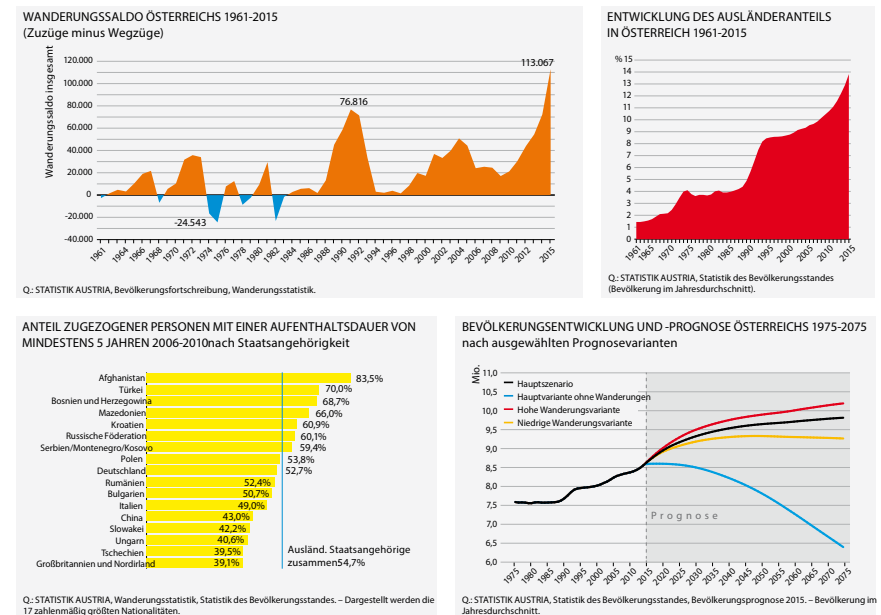 WANDERUNGSSALDO ÖSTERREICHS 1961-2015
(Zuzüge minus Wegzüge)
Wanderungssaldo insgesamt
120.000
100.000
80.000
60.000
40.000
20.000
0
-20.000
-40.000
113.067
76.816
-24.543
1961
1964
1966
1968
1970
1972
1974
1976
1978
1980
1982
1984
1986
1988
1990
1992
1994
1996
1998
2000
2002
2004
2006
2008
2010
2012
2015
Q.: STATISTIK AUSTRIA, Bevölkerungsfortschreibung, Wanderungsstatistik.
ENTWICKLUNG DES AUSLÄNDERANTEILS
IN ÖSTERREICH 1961-2015
% 15
14
13
12
11
10
9
8
7
6
5
4
3
2
1
0
1961
1965
1970
1975
1980
1985
1990
1995
2000
2005
2010
2015
Q.: STATISTIK AUSTRIA, Statistik des Bevölkerungsstandes
(Bevölkerung im Jahresdurchschnitt).
ANTEIL ZUGEZOGENER PERSONEN MIT EINER AUFENTHALTSDAUER VON
MINDESTENS 5 JAHREN 2006-2010nach Staatsangehörigkeit
Afghanistan 83,5%
Türkei 70,0%
Bosnien und Herzegowina 68,7%
Mazedonien 66,0%
Kroatien 60,9%
Russische Föderation 60,1%
Serbien/Montenegro/Kosovo 59,4%
Polen 53,8%
Deutschland 52,7%
Rumänien 52,4%
Bulgarien 50,7%
Italien 49,0%
China 43,0%
Slowakei 42,2%
Ungarn 40,6%
Tschechien 39,5%
Großbritannien und Nordirland 39,1%
Ausländ. Staatsangehörige
zusammen54,7%
Q.: STATISTIK AUSTRIA, Wanderungsstatistik, Statistik des Bevölkerungsstandes. – Dargestellt werden die
17 zahlenmäßig größten Nationalitäten.
BEVÖLKERUNGSENTWICKLUNG UND -PROGNOSE ÖSTERREICHS 1975-2075
nach ausgewählten Prognosevarianten
Mio.
11,0
10,5
10,0
9,5
9,0
8,5
8,0
7,5
7,0
6,5
6,0
Hauptszenario
Hauptvariante ohne Wanderungen
Hohe Wanderungsvariante
Niedrige Wanderungsvariante
Prognose
1975
1980
1985
1990
1995
2000
2005
2010
2015
2020
2025
2030
2035
2040
2045
2050
2055
2060
2065
2070
2075
Q.: STATISTIK AUSTRIA, Statistik des Bevölkerungsstandes, Bevölkerungsprognose 2015. – Bevölkerung im
Jahresdurchschnitt.